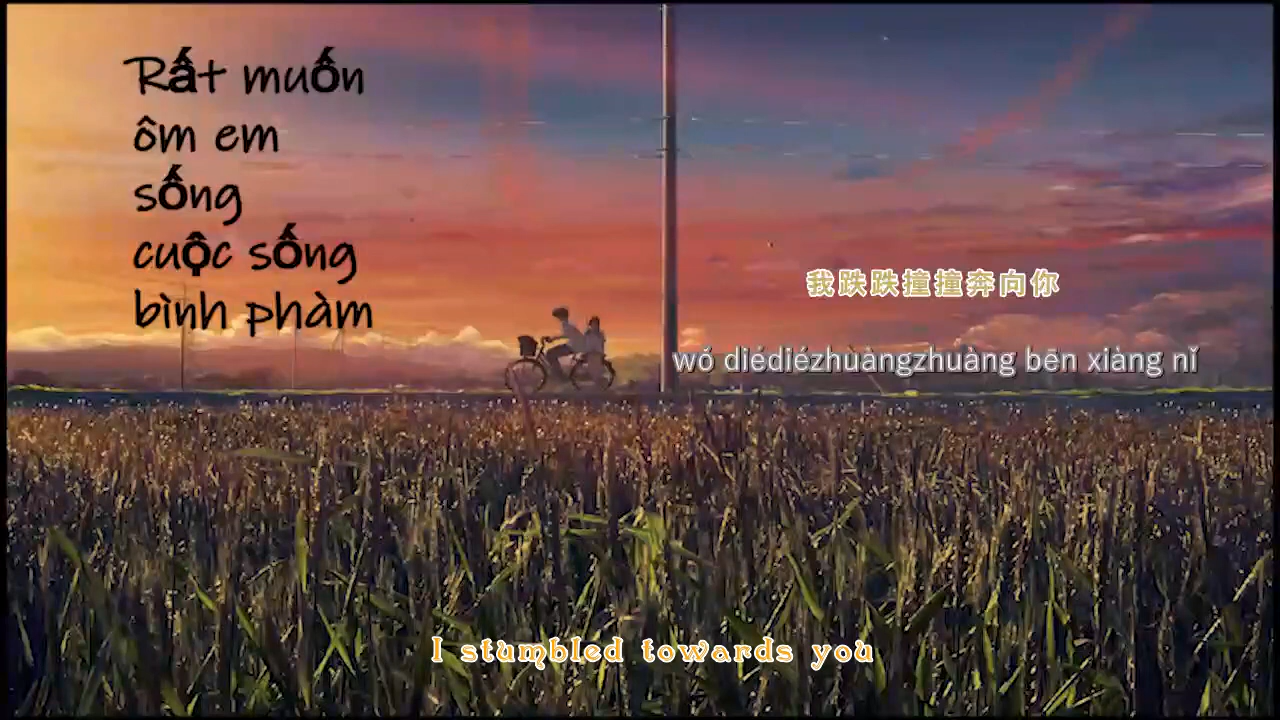 Rất muốn
ôm em
sống
cuộc sống
bình phàm
我跌跌撞撞奔向你
wǒ diédiézhuàngzhuàng bēn xiàng nǐ
I stumbled towards you